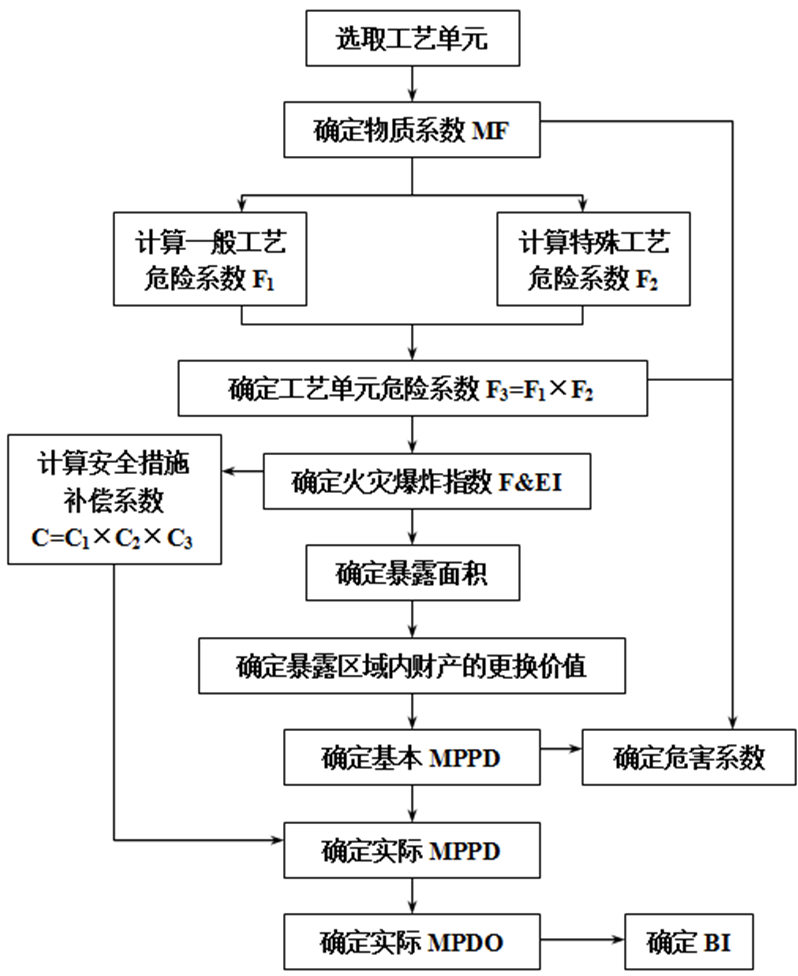 选取工艺单元
确定物质系数 MF
计算一般工艺
危险系数 F₁
计算特殊工艺
危险系数 F₂
确定工艺单元危险系数 F₃=F₁×F₂
计算安全措施
补偿系数
C=C₁×C₂×C₃
确定火灾爆炸指数 F&EI
确定暴露面积
确定暴露区域内财产的更换价值
确定基本 MPPD
确定危害系数
确定实际 MPPD
确定实际 MPDO
确定 BI